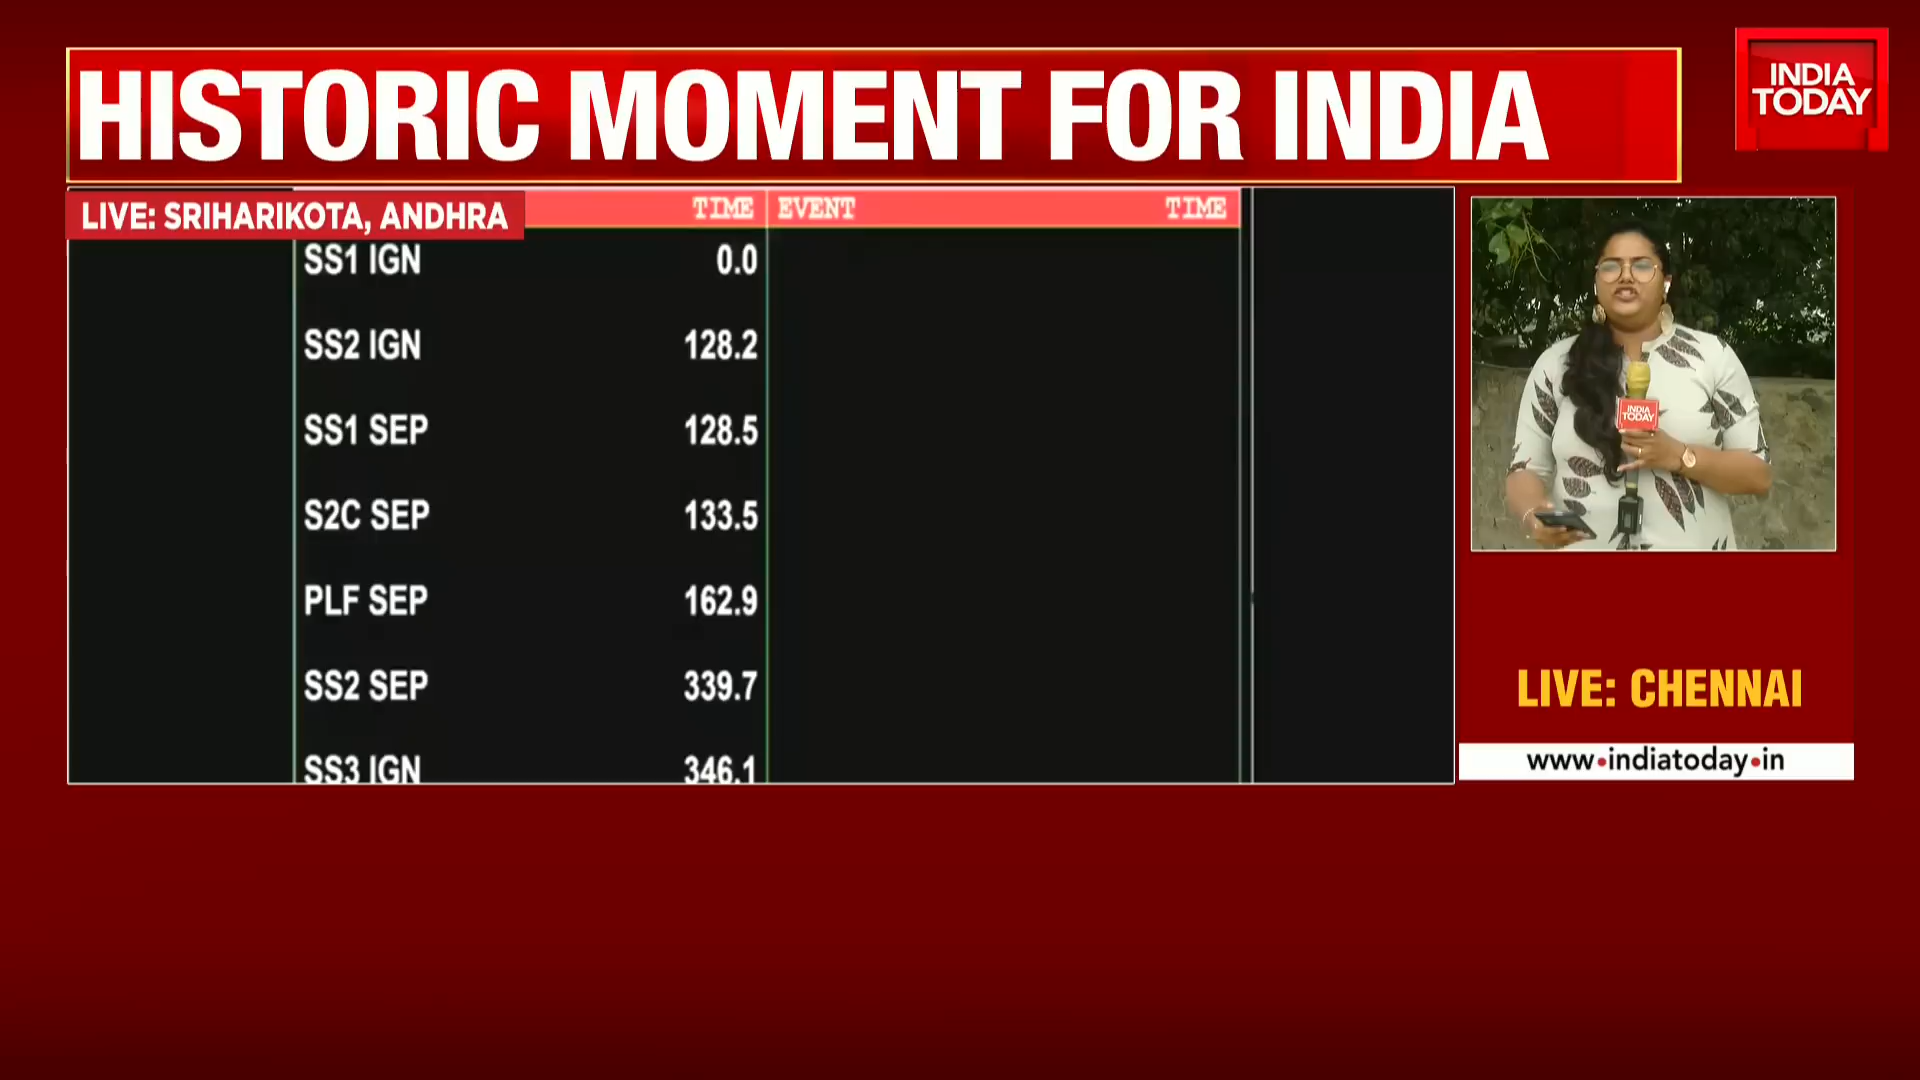 HISTORIC MOMENT FOR INDIA
INDIA
TODAY
LIVE: SRIHARIKOTA, ANDHRA
TIME EVENT TIME
SS1 IGN 0.0
SS2 IGN 128.2
SS1 SEP 128.5
S2C SEP 133.5
PLF SEP 162.9
SS2 SEP 339.7
SS3 IGN 346.1
INDIA
TODAY
LIVE: CHENNAI
www.indiatoday.in